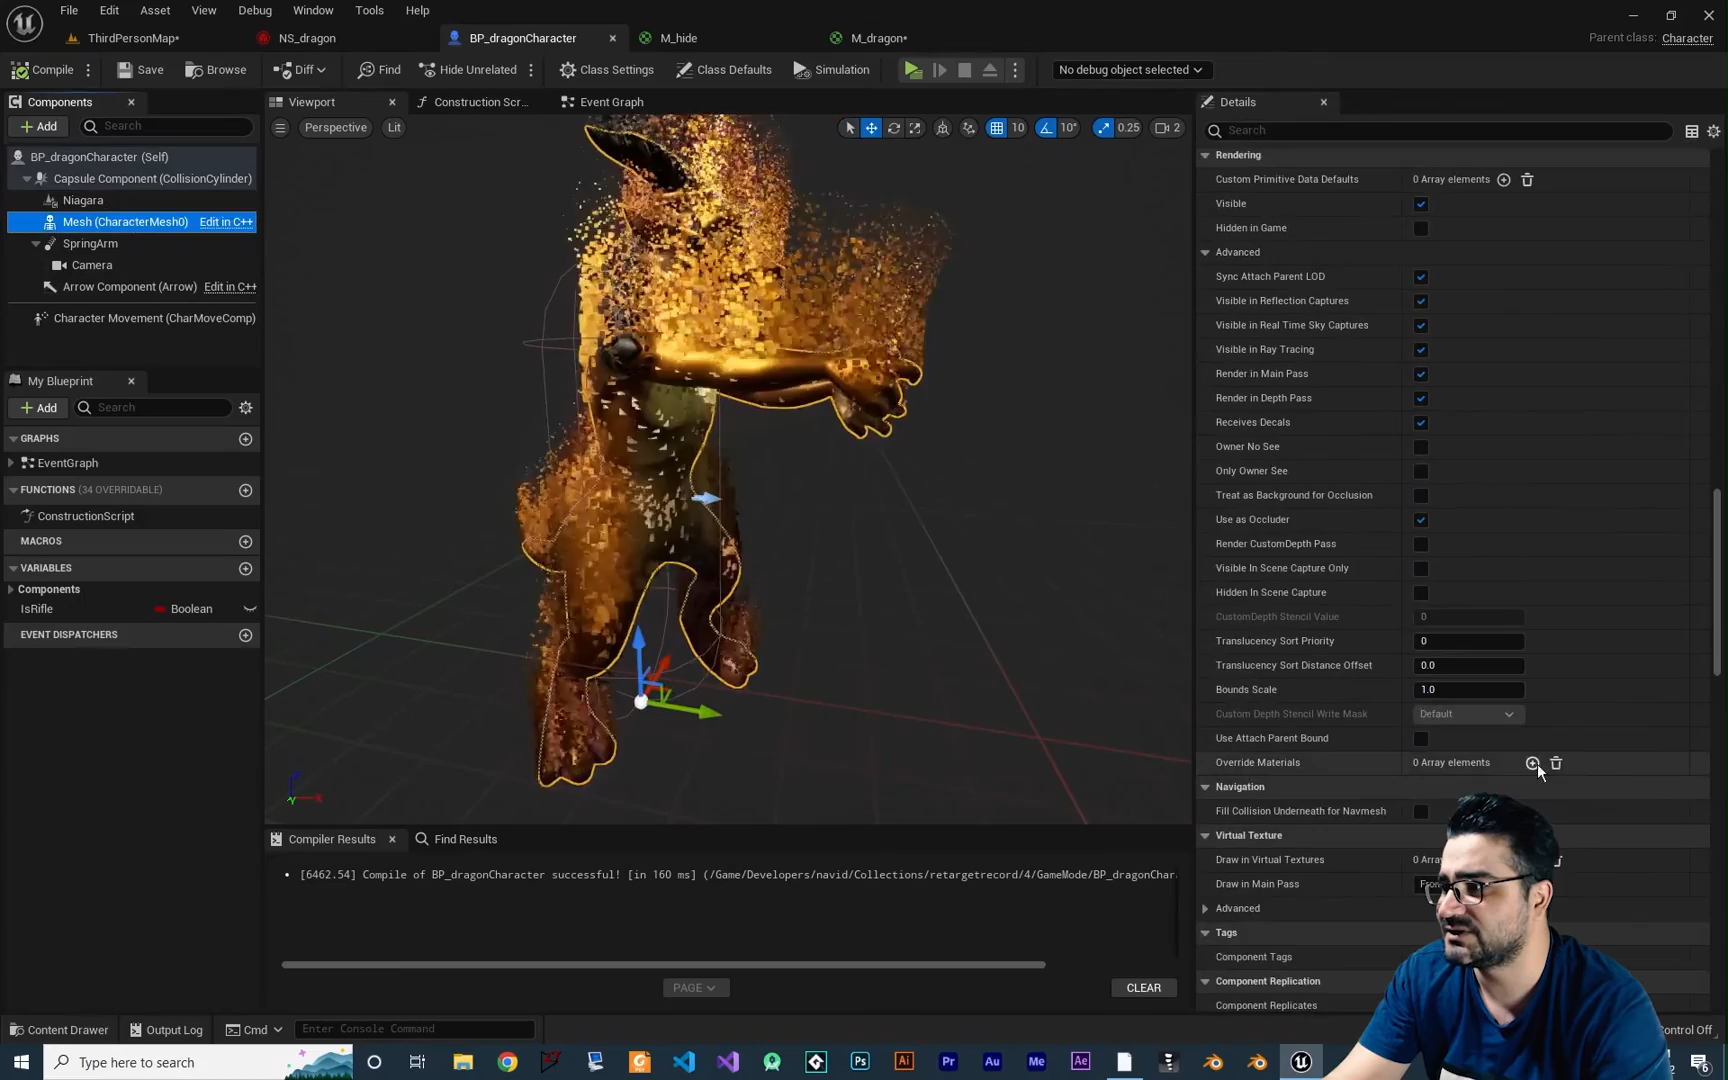 File Edit Asset View Debug Window Tools Help
ThirdPersonMap* NS_dragon BP_dragonCharacter M_hide M_dragon* Parent class: Character
Compile Save Browse Diff Find Hide Unrelated Class Settings Class Defaults Simulation No debug object selected
Components
Add Search
BP_dragonCharacter (Self)
Capsule Component (CollisionCylinder)
Niagara
Mesh (CharacterMesh0) Edit in C++
SpringArm
Camera
Arrow Component (Arrow) Edit in C++
Character Movement (CharMoveComp)
My Blueprint
Add Search
GRAPHS
EventGraph
FUNCTIONS (34 OVERRIDABLE)
ConstructionScript
MACROS
VARIABLES
Components
IsRifle Boolean
EVENT DISPATCHERS
Viewport Construction Scr... Event Graph
Perspective Lit 10 10° 0.25 2
Compiler Results Find Results
[6462.54] Compile of BP_dragonCharacter successful! [in 160 ms] (/Game/Developers/navid/Collections/retargetrecord/4/GameMode/BP_dragonChar
PAGE CLEAR
Details
Search
Rendering
Custom Primitive Data Defaults 0 Array elements
Visible
Hidden in Game
Advanced
Sync Attach Parent LOD
Visible in Reflection Captures
Visible in Real Time Sky Captures
Visible in Ray Tracing
Render in Main Pass
Render in Depth Pass
Receives Decals
Owner No See
Only Owner See
Treat as Background for Occlusion
Use as Occluder
Render CustomDepth Pass
Visible In Scene Capture Only
Hidden In Scene Capture
CustomDepth Stencil Value 0
Translucency Sort Priority 0
Translucency Sort Distance Offset 0.0
Bounds Scale 1.0
Custom Depth Stencil Write Mask Default
Use Attach Parent Bound
Override Materials 0 Array elements
Navigation
Fill Collision Underneath for Navmesh
Virtual Texture
Draw in Virtual Textures 0 Arr
Draw in Main Pass
Advanced
Tags
Component Tags
Component Replication
Component Replicates
Content Drawer Output Log Cmd Enter Console Command Control Off
Type here to search Ps Ai Pr Au Me Ae